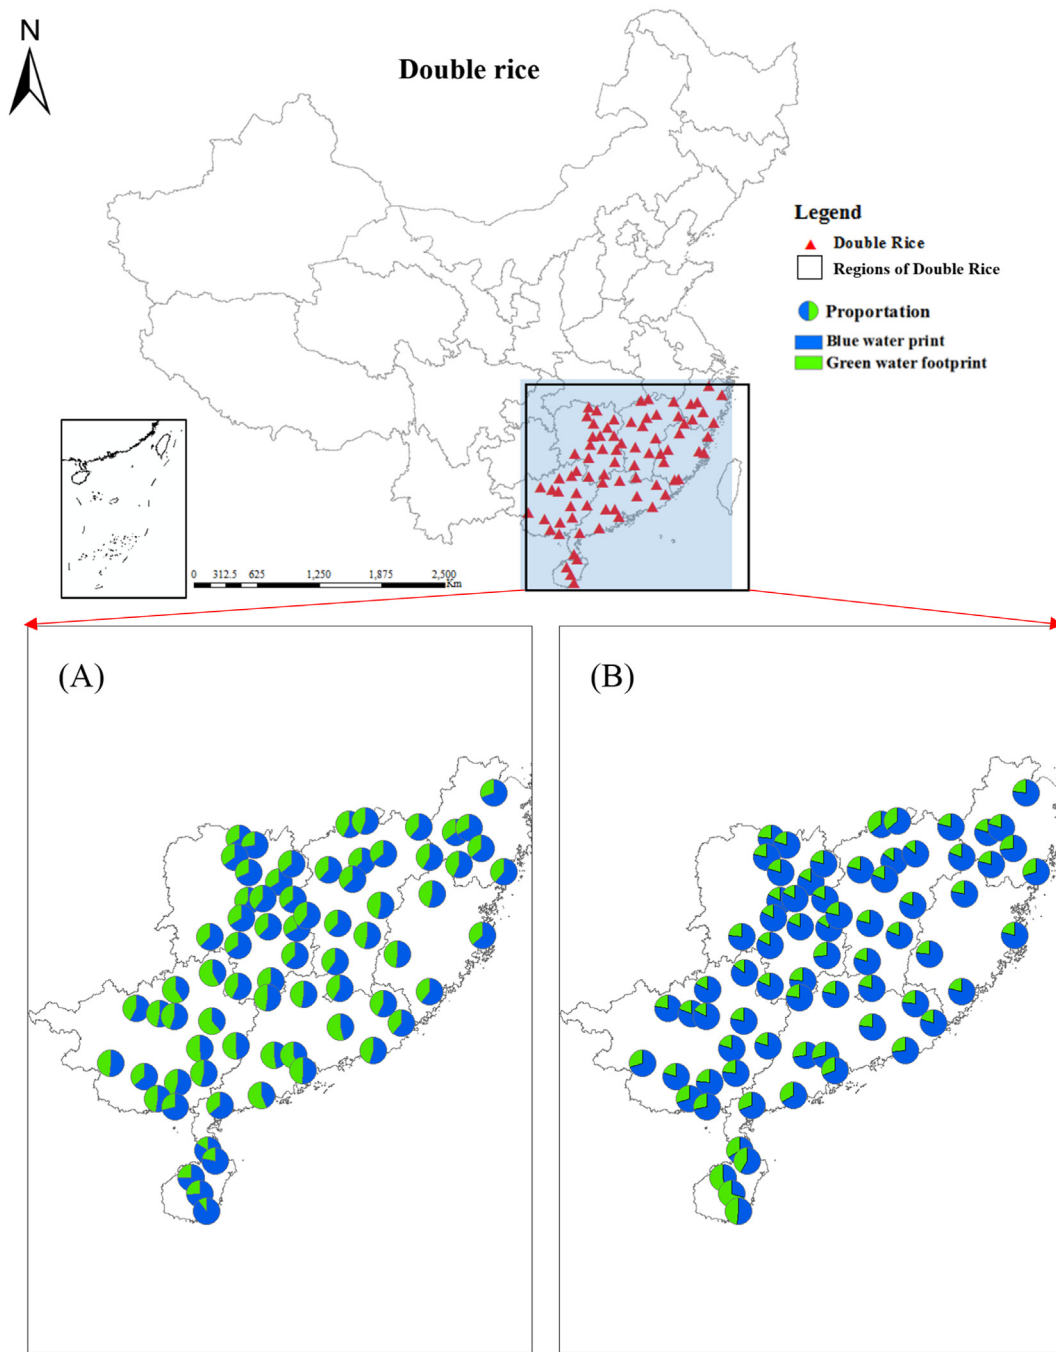 N
Double rice
Legend
Double Rice
Regions of Double Rice
Proportation
Blue water print
Green water footprint
0 312.5 625 1,250 1,875 2,500
Km
(A)
(B)